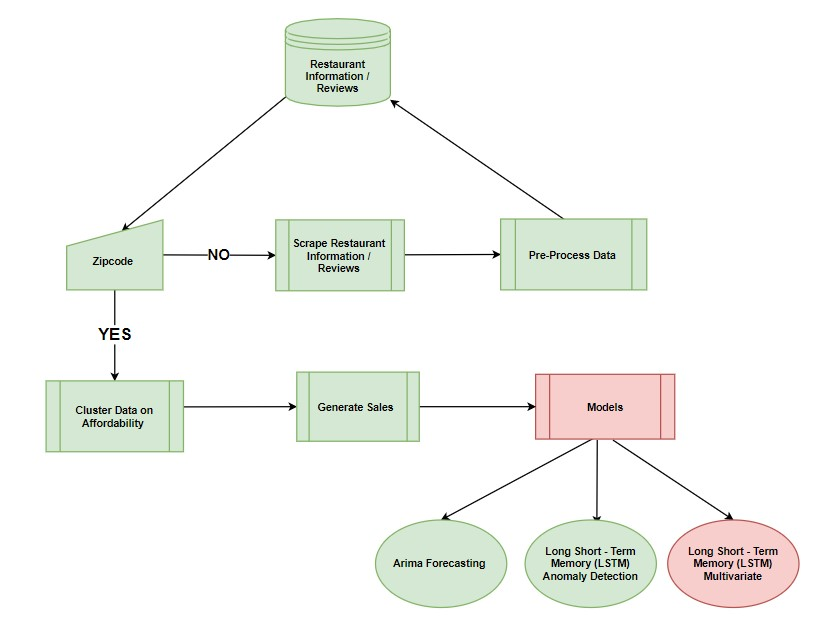 Restaurant
Information /
Reviews
Zipcode
NO
Scrape Restaurant
Information /
Reviews
Pre-Process Data
YES
Cluster Data on
Affordability
Generate Sales
Models
Arima Forecasting
Long Short - Term
Memory (LSTM)
Anomaly Detection
Long Short - Term
Memory (LSTM)
Multivariate